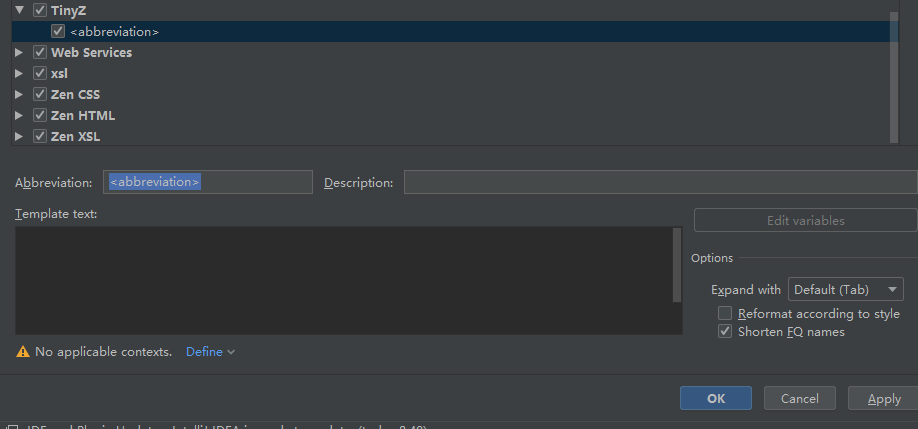 TinyZ
<abbreviation>
Web Services
xsl
Zen CSS
Zen HTML
Zen XSL
Abbreviation: <abbreviation> Description:
Template text:
Edit variables
Options
Expand with Default (Tab)
Reformat according to style
Shorten FQ names
No applicable contexts. Define
OK Cancel Apply